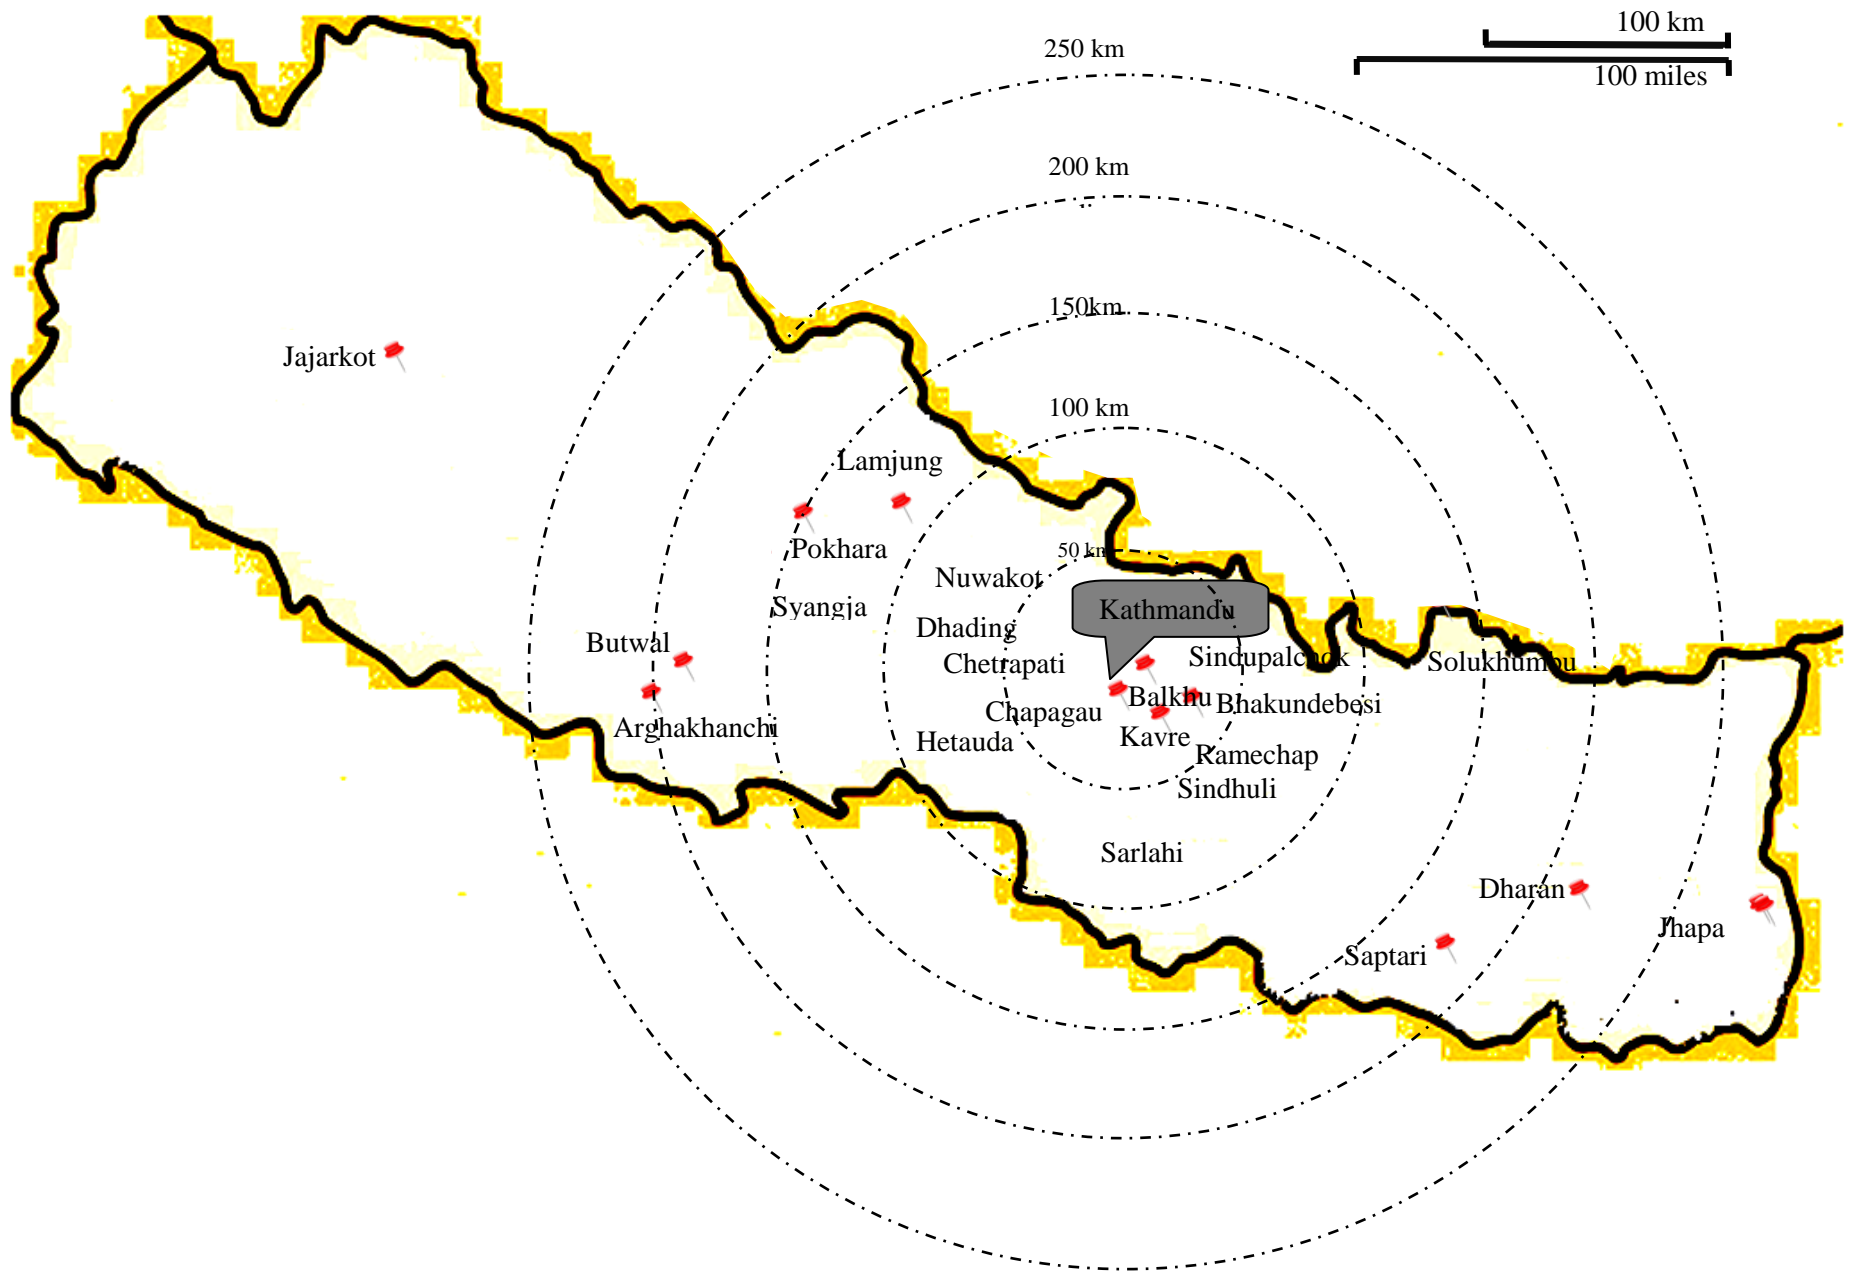 100 km
250 km
100 miles
200 km
150km
Jajarkot
100 km
Lamjung
Pokhara
50 km
Nuwakot
Syangja
Kathmandu
Dhading
Butwal
Chetrapati
Sindupalchok
Solukhumbu
Balkhu
Bhakundebesi
Chapagau
Arghakhanchi
Kavre
Hetauda
Ramechap
Sindhuli
Sarlahi
Dharan
Jhapa
Saptari